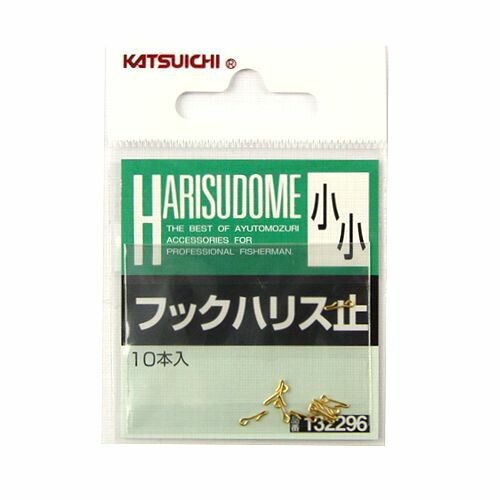 KATSUICHI ®
HARISUDOME
THE BEST OF AYUTOMOZURI
ACCESSORIES FOR
PROFESSIONAL FISHERMAN.
小小
フックハリス止
10本入
132296